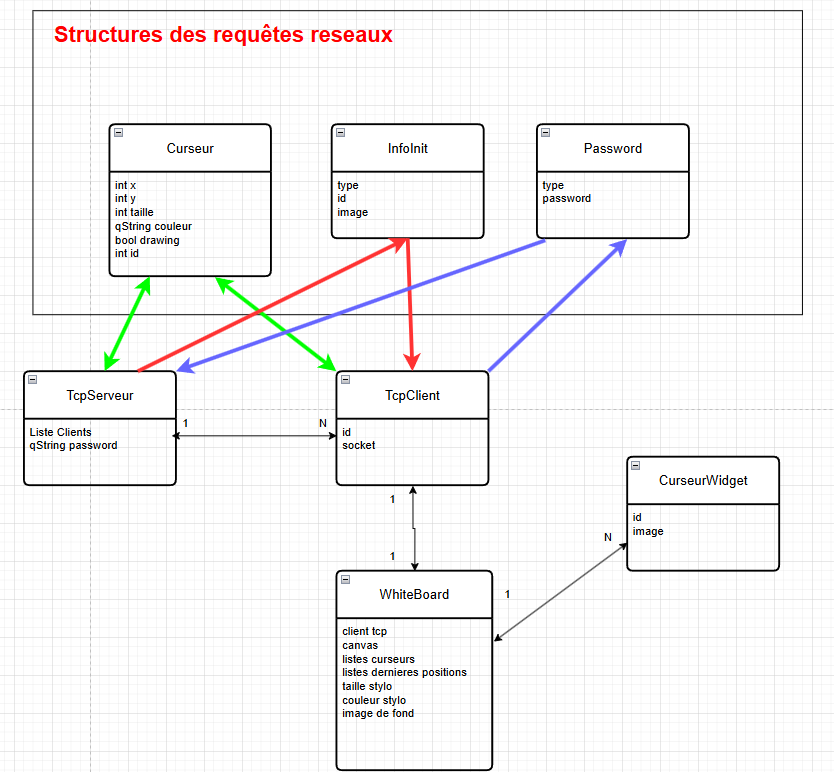 Structures des requêtes reseaux
Curseur
int x
int y
int taille
qString couleur
bool drawing
int id
InfoInit
type
id
image
Password
type
password
TcpServeur
Liste Clients
qString password
1
N
TcpClient
id
socket
1
1
CurseurWidget
id
image
N
1
WhiteBoard
client tcp
canvas
listes curseurs
listes dernieres positions
taille stylo
couleur stylo
image de fond